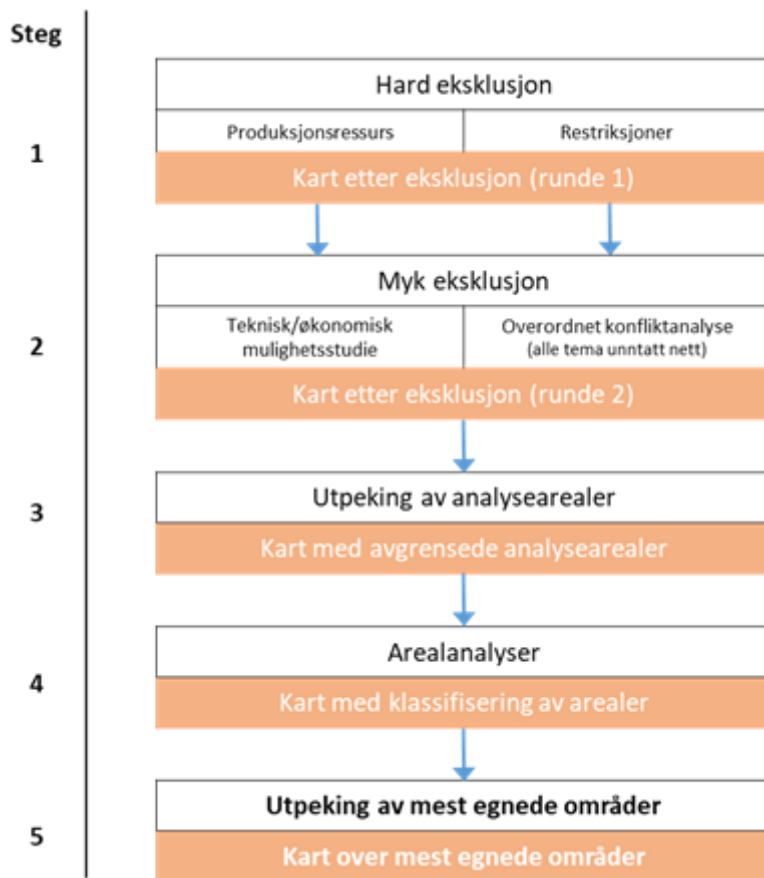 Steg
Hard eksklusjon
Produksjonsressurs
Restriksjoner
1
Kart etter eksklusjon (runde 1)
Myk eksklusjon
Teknisk/økonomisk
mulighetsstudie
Overordnet konfliktanalyse
(alle tema unntatt nett)
2
Kart etter eksklusjon (runde 2)
Utpeking av analysearealer
3
Kart med avgrensede analysearealer
Arealanalyser
4
Kart med klassifisering av arealer
Utpeking av mest egnede områder
5
Kart over mest egnede områder